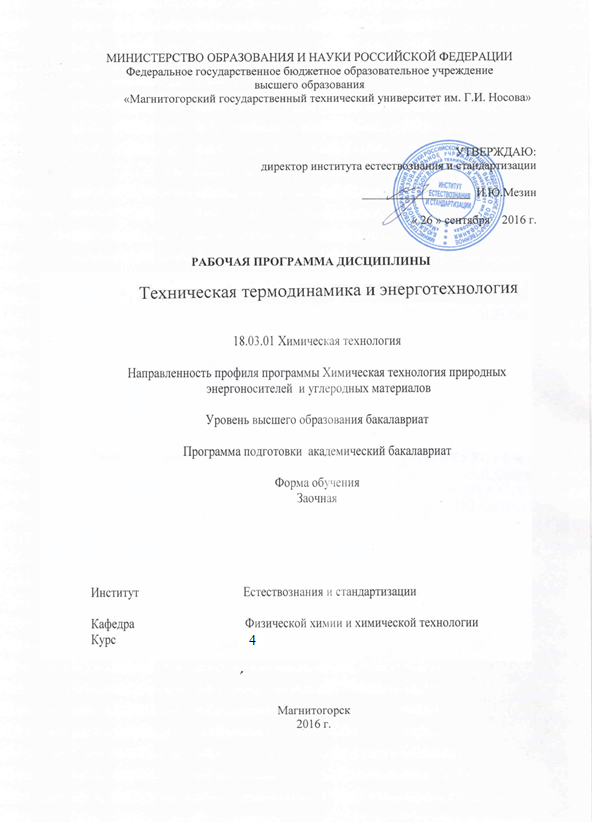 МИНИСТЕРСТВО ОБРАЗОВАНИЯ И НАУКИ РОССИЙСКОЙ ФЕДЕРАЦИИ
Федеральное государственное бюджетное образовательное учреждение
высшего образования
«Магнитогорский государственный технический университет им. Г.И. Носова»
УТВЕРЖДАЮ:
директор института естествознания и стандартизации
И.Ю.Мезин
« 26 » сентября 2016 г.
ИНСТИТУТ
ЕСТЕСТВОЗНАНИЯ
И СТАНДАРТИЗАЦИИ
РАБОЧАЯ ПРОГРАММА ДИСЦИПЛИНЫ
Техническая термодинамика и энерготехнология
18.03.01 Химическая технология
Направленность профиля программы Химическая технология природных
энергоносителей и углеродных материалов
Уровень высшего образования бакалавриат
Программа подготовки академический бакалавриат
Форма обучения
Заочная
Институт Естествознания и стандартизации
Кафедра Физической химии и химической технологии
Курс 4
Магнитогорск
2016 г.